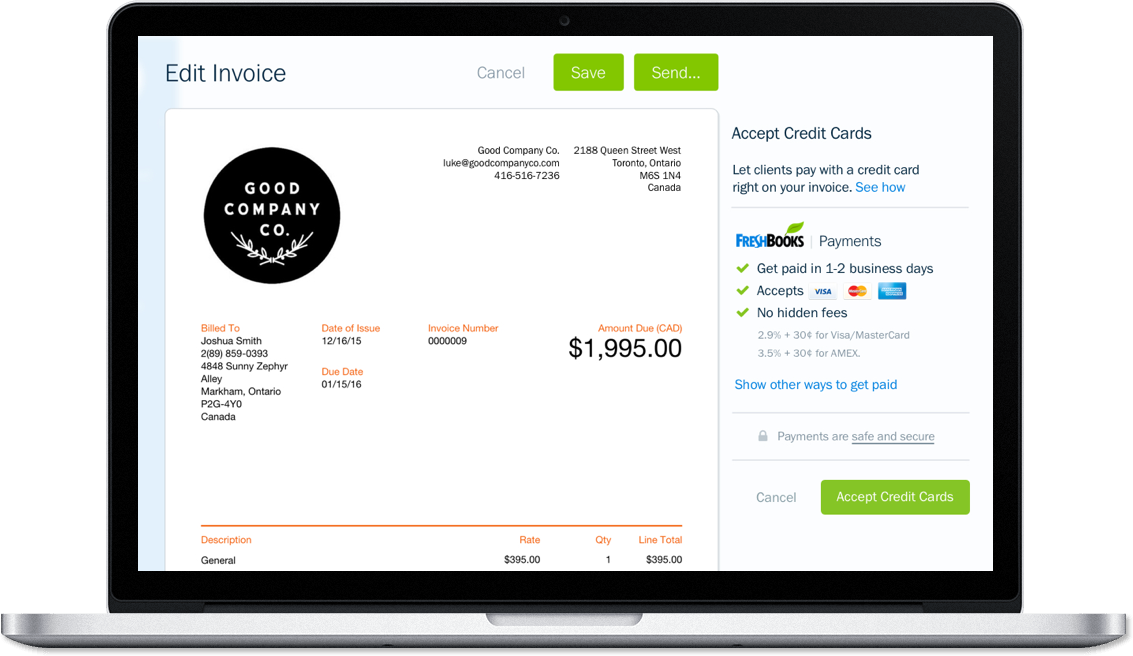 Edit Invoice
Cancel
Save
Send...
GOOD
COMPANY
CO.
Good Company Co.
luke@goodcompanyco.com
416-516-7236
2188 Queen Street West
Toronto, Ontario
M6S 1N4
Canada
Billed To
Joshua Smith
2(89) 859-0393
4848 Sunny Zephyr
Alley
Markham, Ontario
P2G-4Y0
Canada
Date of Issue
12/16/15
Due Date
01/15/16
Invoice Number
0000009
Amount Due (CAD)
$1,995.00
Description Rate Qty Line Total
General $395.00 1 $395.00
Accept Credit Cards
Let clients pay with a credit card
right on your invoice. See how
FRESHBOOKS | Payments
Get paid in 1-2 business days
Accepts VISA MasterCard
No hidden fees
2.9% + 30¢ for Visa/MasterCard
3.5% + 30¢ for AMEX.
Show other ways to get paid
Payments are safe and secure
Cancel
Accept Credit Cards